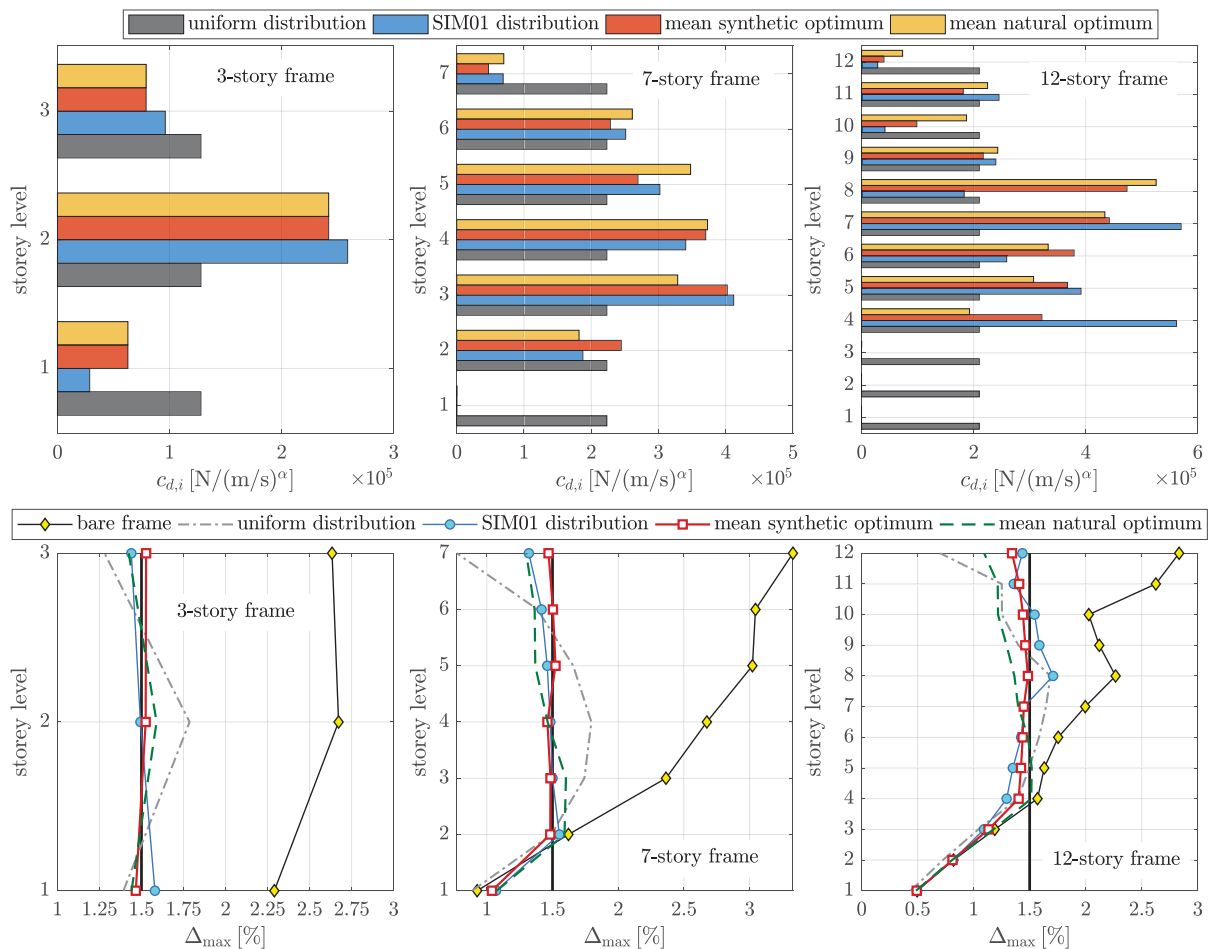 uniform distribution SIM01 distribution mean synthetic optimum mean natural optimum
3-story frame
storey level
3
2
1
0 1 2 3
c_{d,i} [N/(m/s)^α] ×10^5
7-story frame
storey level
7
6
5
4
3
2
1
0 1 2 3 4 5
c_{d,i} [N/(m/s)^α] ×10^5
12-story frame
storey level
12
11
10
9
8
7
6
5
4
3
2
1
0 2 4 6
c_{d,i} [N/(m/s)^α] ×10^5
bare frame uniform distribution SIM01 distribution mean synthetic optimum mean natural optimum
3-story frame
storey level
3
2
1
1 1.25 1.5 1.75 2 2.25 2.5 2.75 3
Δ_max [%]
7-story frame
storey level
7
6
5
4
3
2
1
1 1.5 2 2.5 3
Δ_max [%]
12-story frame
storey level
12
11
10
9
8
7
6
5
4
3
2
1
0 0.5 1 1.5 2 2.5 3
Δ_max [%]